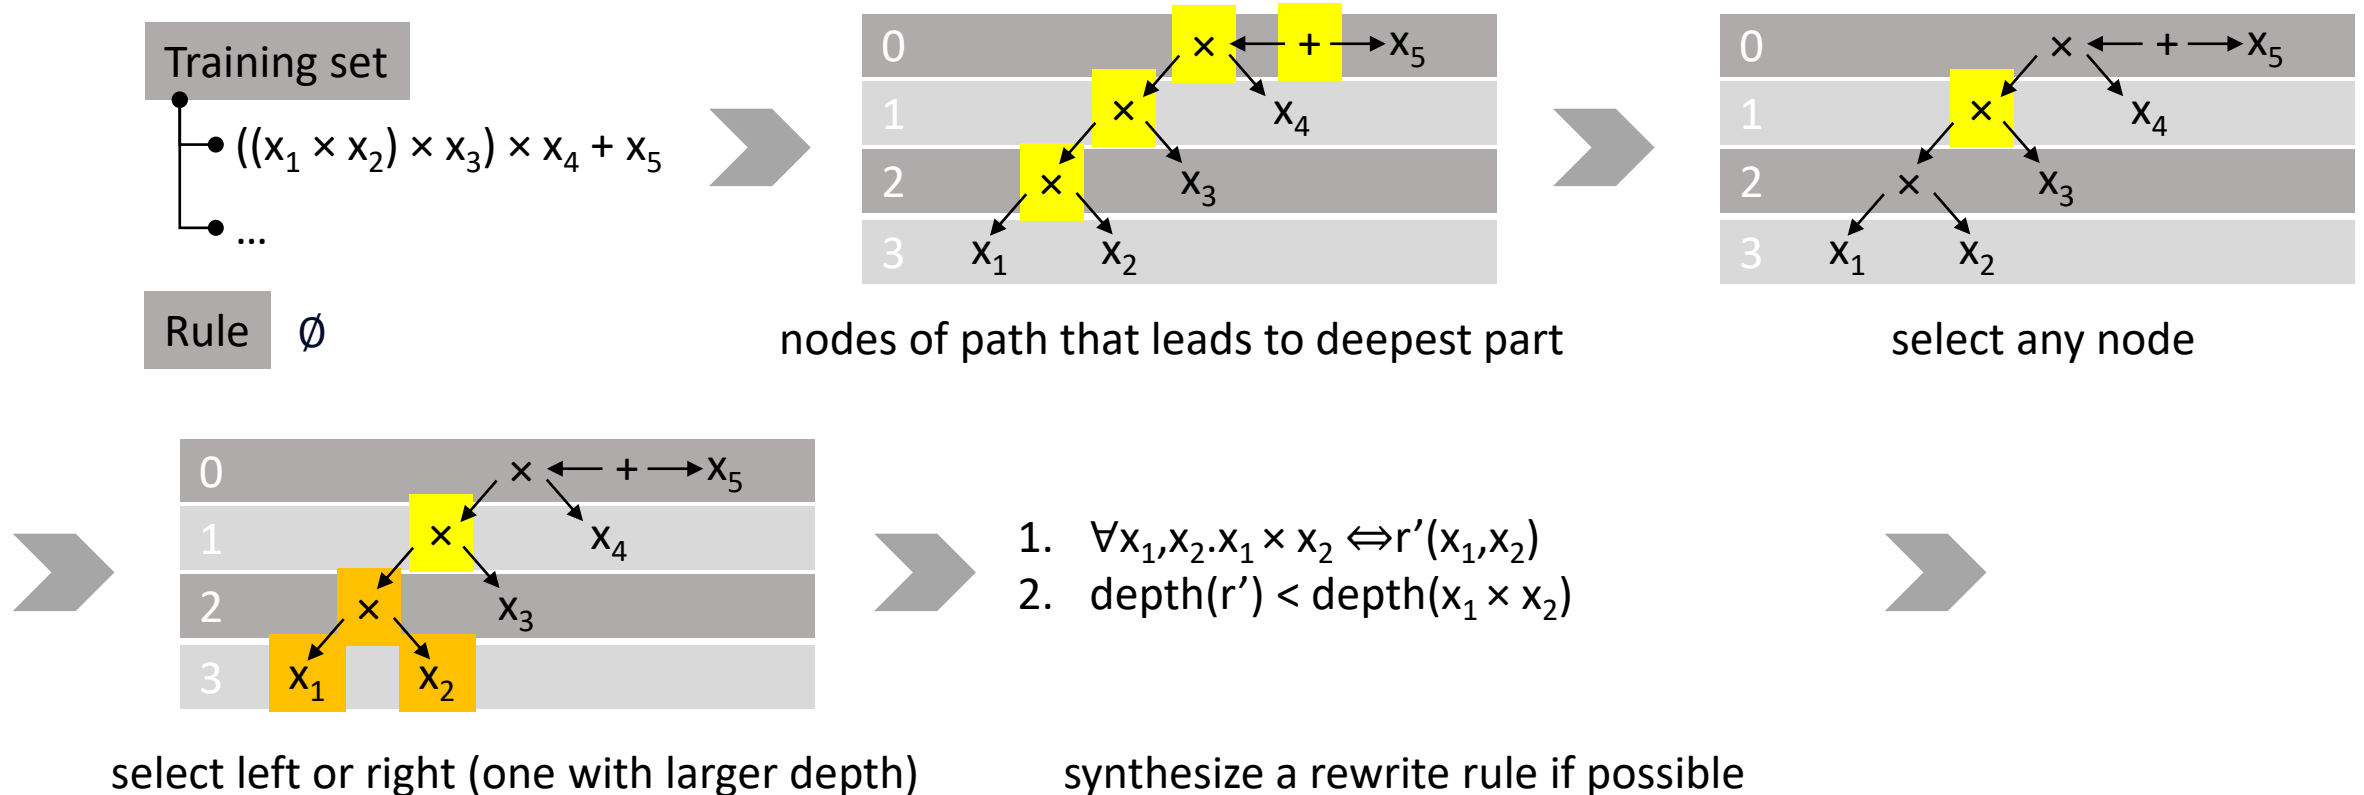 Training set
((x₁ × x₂) × x₃) × x₄ + x₅
...
Rule ∅
0 × + x₅
1 × x₄
2 × x₃
3 x₁ x₂
nodes of path that leads to deepest part
0 × + x₅
1 × x₄
2 × x₃
3 x₁ x₂
select any node
0 × + x₅
1 × x₄
2 × x₃
3 x₁ x₂
select left or right (one with larger depth)
1. ∀x₁,x₂.x₁ × x₂ ⇔r’(x₁,x₂)
2. depth(r’) < depth(x₁ × x₂)
synthesize a rewrite rule if possible